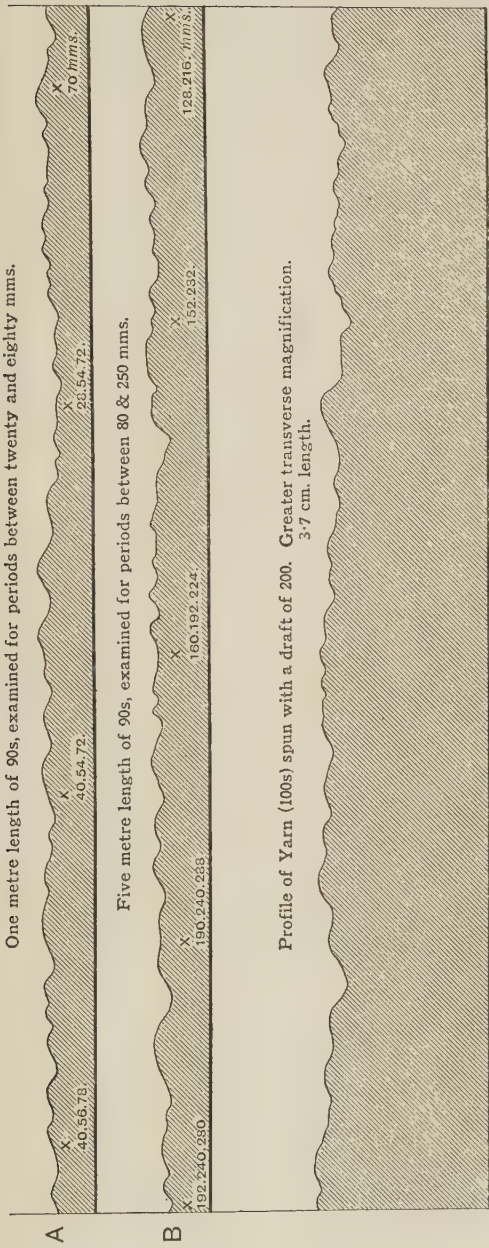 One metre length of 90s, examined for periods between twenty and eighty mms.
A
X
40.56.78.
X
40.54.72.
X
28.54.72.
X
70 mms.
Five metre length of 90s, examined for periods between 80 & 250 mms.
B
X
192.240.280
X
190.240.288
X
160.192.224.
X
152.232.
X
128.216. mms.
Profile of Yarn (100s) spun with a draft of 200. Greater transverse magnification.
3·7 cm. length.